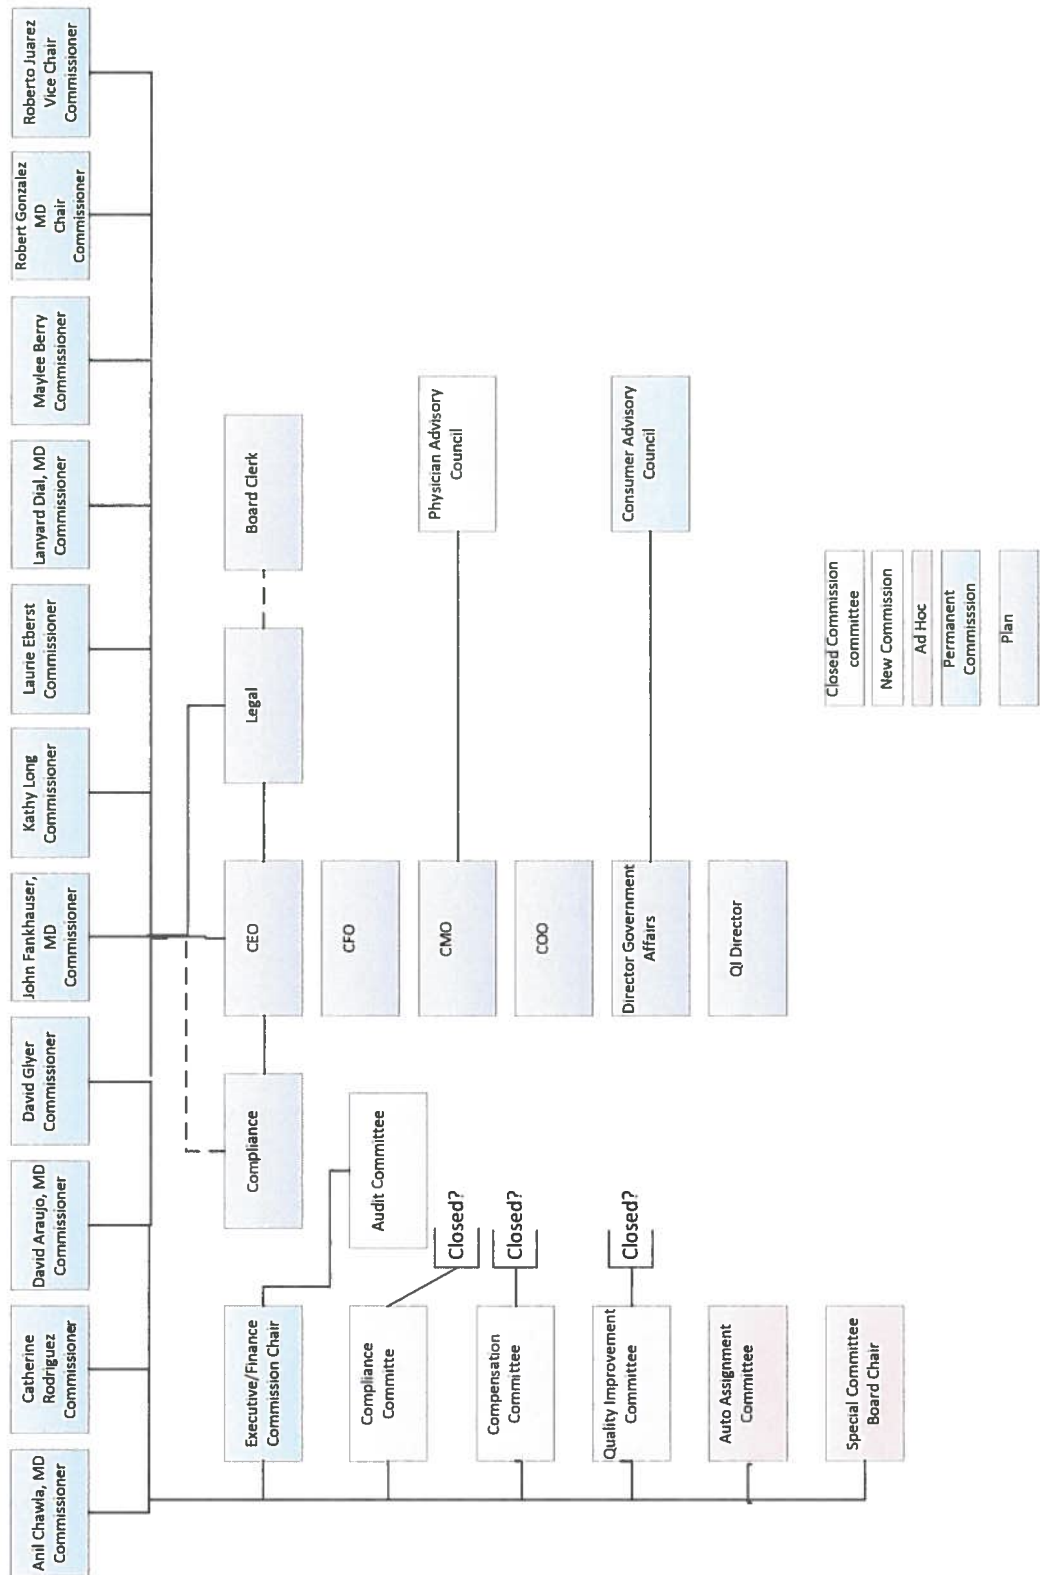 Anil Chawla, MD
Commissioner
Catherine
Rodriguez
Commissioner
David Araujo, MD
Commissioner
David Glyer
Commissioner
John Fankhauser,
MD
Commissioner
Kathy Long
Commissioner
Laurie Eberst
Commissioner
Lanyard Dial, MD
Commissioner
Maylee Berry
Commissioner
Robert Gonzalez
MD
Chair
Commissioner
Roberto Juarez
Vice Chair
Commissioner
Compliance
CEO
Legal
Board Clerk
Executive/Finance
Commission Chair
Audit Committee
CFO
Compliance
Committe
Closed?
CMO
Physician Advisory
Council
Compensation
Committee
Closed?
COO
Quality Improvement
Committee
Closed?
Director Government
Affairs
Consumer Advisory
Council
Auto Assignment
Committee
QI Director
Special Committee
Board Chair
Closed Commission
committee
New Commission
Ad Hoc
Permanent
Commisssion
Plan